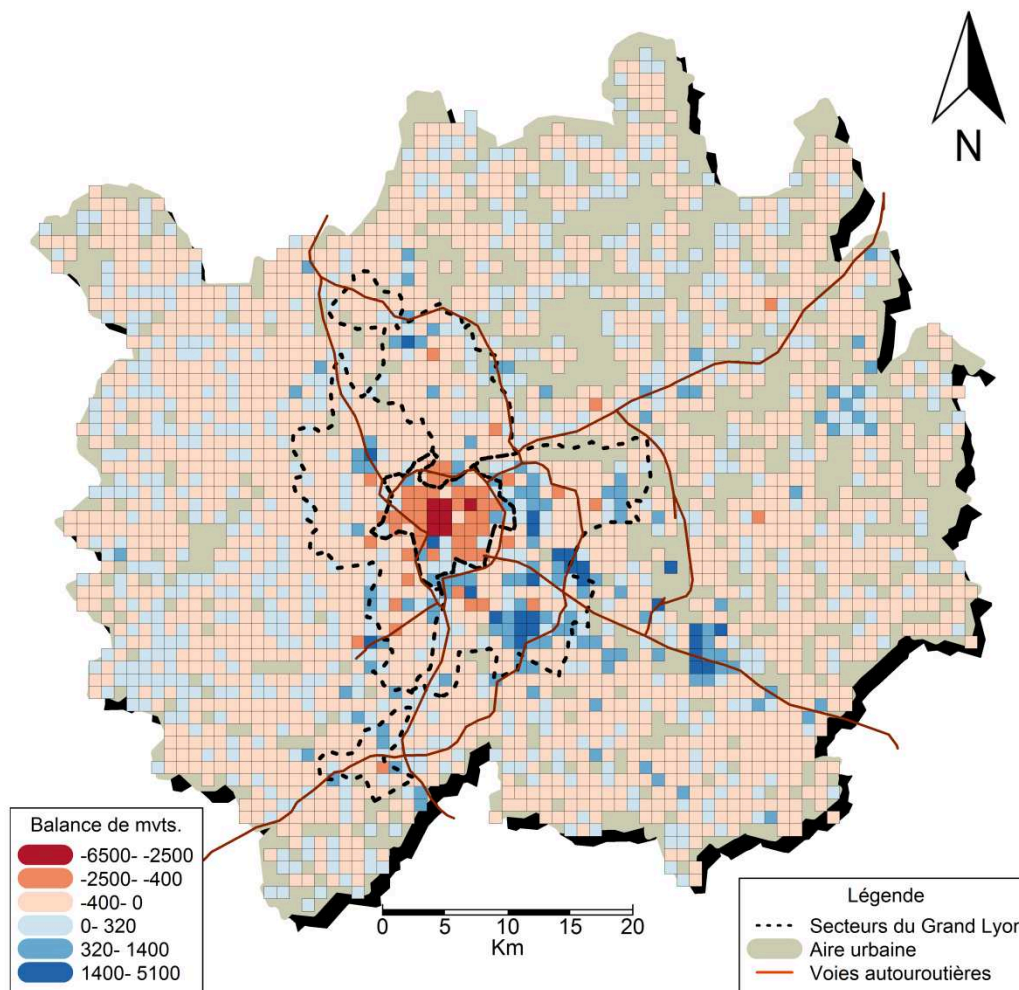 N
Balance de mvts.
-6500- -2500
-2500- -400
-400- 0
0- 320
320- 1400
1400- 5100
0 5 10 15 20
Km
Légende
Secteurs du Grand Lyon
Aire urbaine
Voies autouroutières